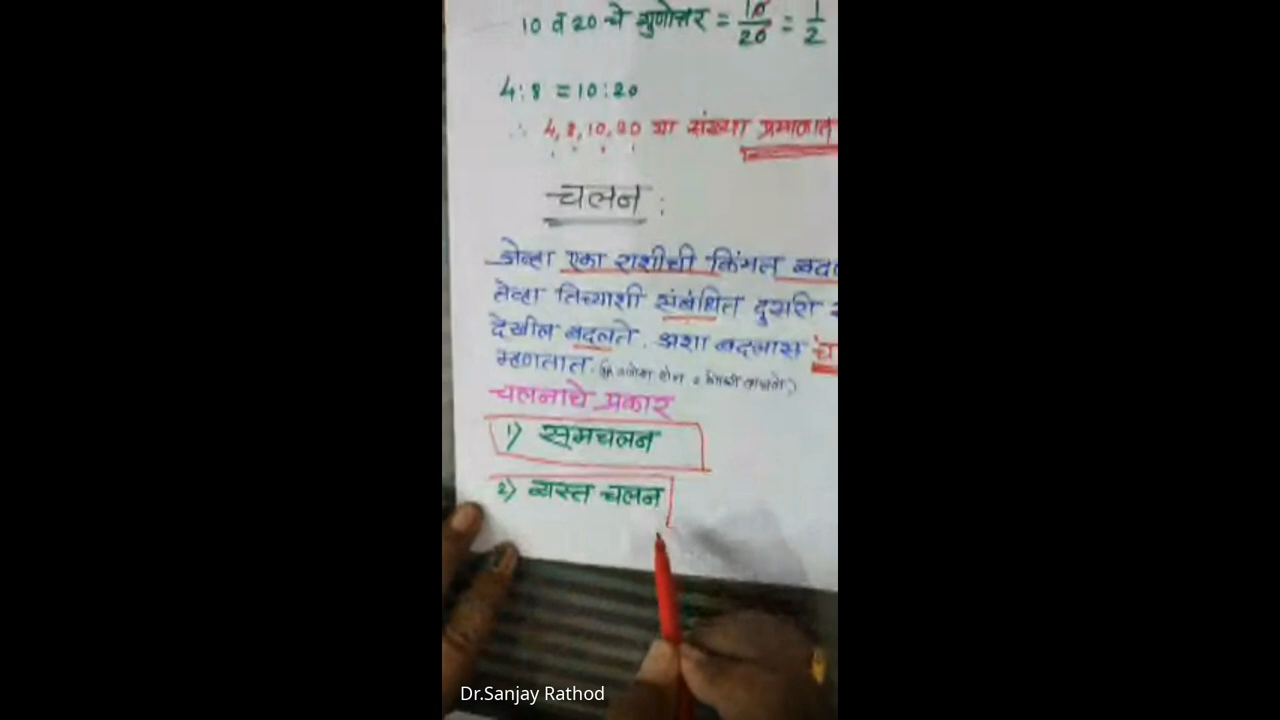 10 व 20 चे गुणोत्तर = 10/20 = 1/2
4:8 = 10:20
∴ 4, 8, 10, 20 या संख्या प्रमाणात
चलन :
जेव्हा एका राशीची किंमत
तेव्हा तिच्याशी संबंधित दुसरी
देखील बदलते. अशा बदलास
म्हणतात.
चलनाचे प्रकार
1) समचलन
2) व्यस्त चलन
Dr.Sanjay Rathod